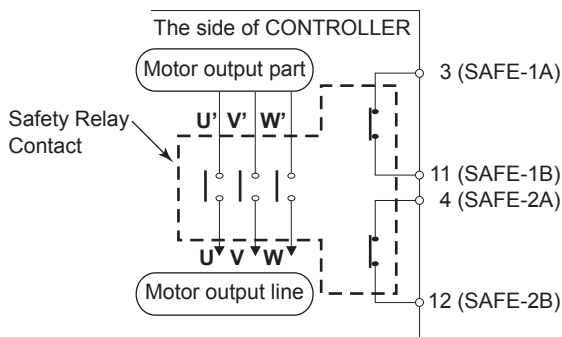 The side of CONTROLLER
Motor output part
3 (SAFE-1A)
Safety Relay
Contact
U' V' W'
11 (SAFE-1B)
4 (SAFE-2A)
U V W
Motor output line
12 (SAFE-2B)